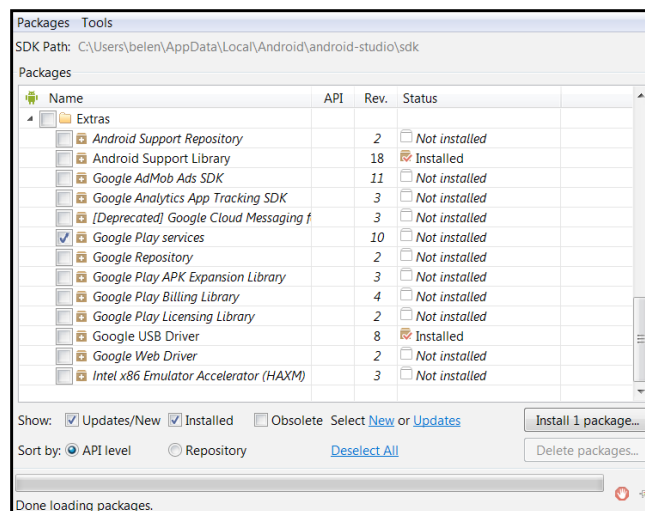 Packages Tools
SDK Path: C:\Users\belen\AppData\Local\Android\android-studio\sdk
Packages
Name API Rev. Status
Extras
Android Support Repository 2 Not installed
Android Support Library 18 Installed
Google AdMob Ads SDK 11 Not installed
Google Analytics App Tracking SDK 3 Not installed
[Deprecated] Google Cloud Messaging f 3 Not installed
Google Play services 10 Not installed
Google Repository 2 Not installed
Google Play APK Expansion Library 3 Not installed
Google Play Billing Library 4 Not installed
Google Play Licensing Library 2 Not installed
Google USB Driver 8 Installed
Google Web Driver 2 Not installed
Intel x86 Emulator Accelerator (HAXM) 3 Not installed
Show: Updates/New Installed Obsolete Select New or Updates Install 1 package...
Sort by: API level Repository Deselect All Delete packages...
Done loading packages.